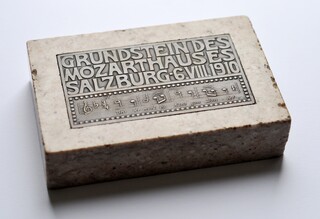 GRUNDSTEIN DES
MOZARTHAUSES
SALZBURG·6·VIII·1910